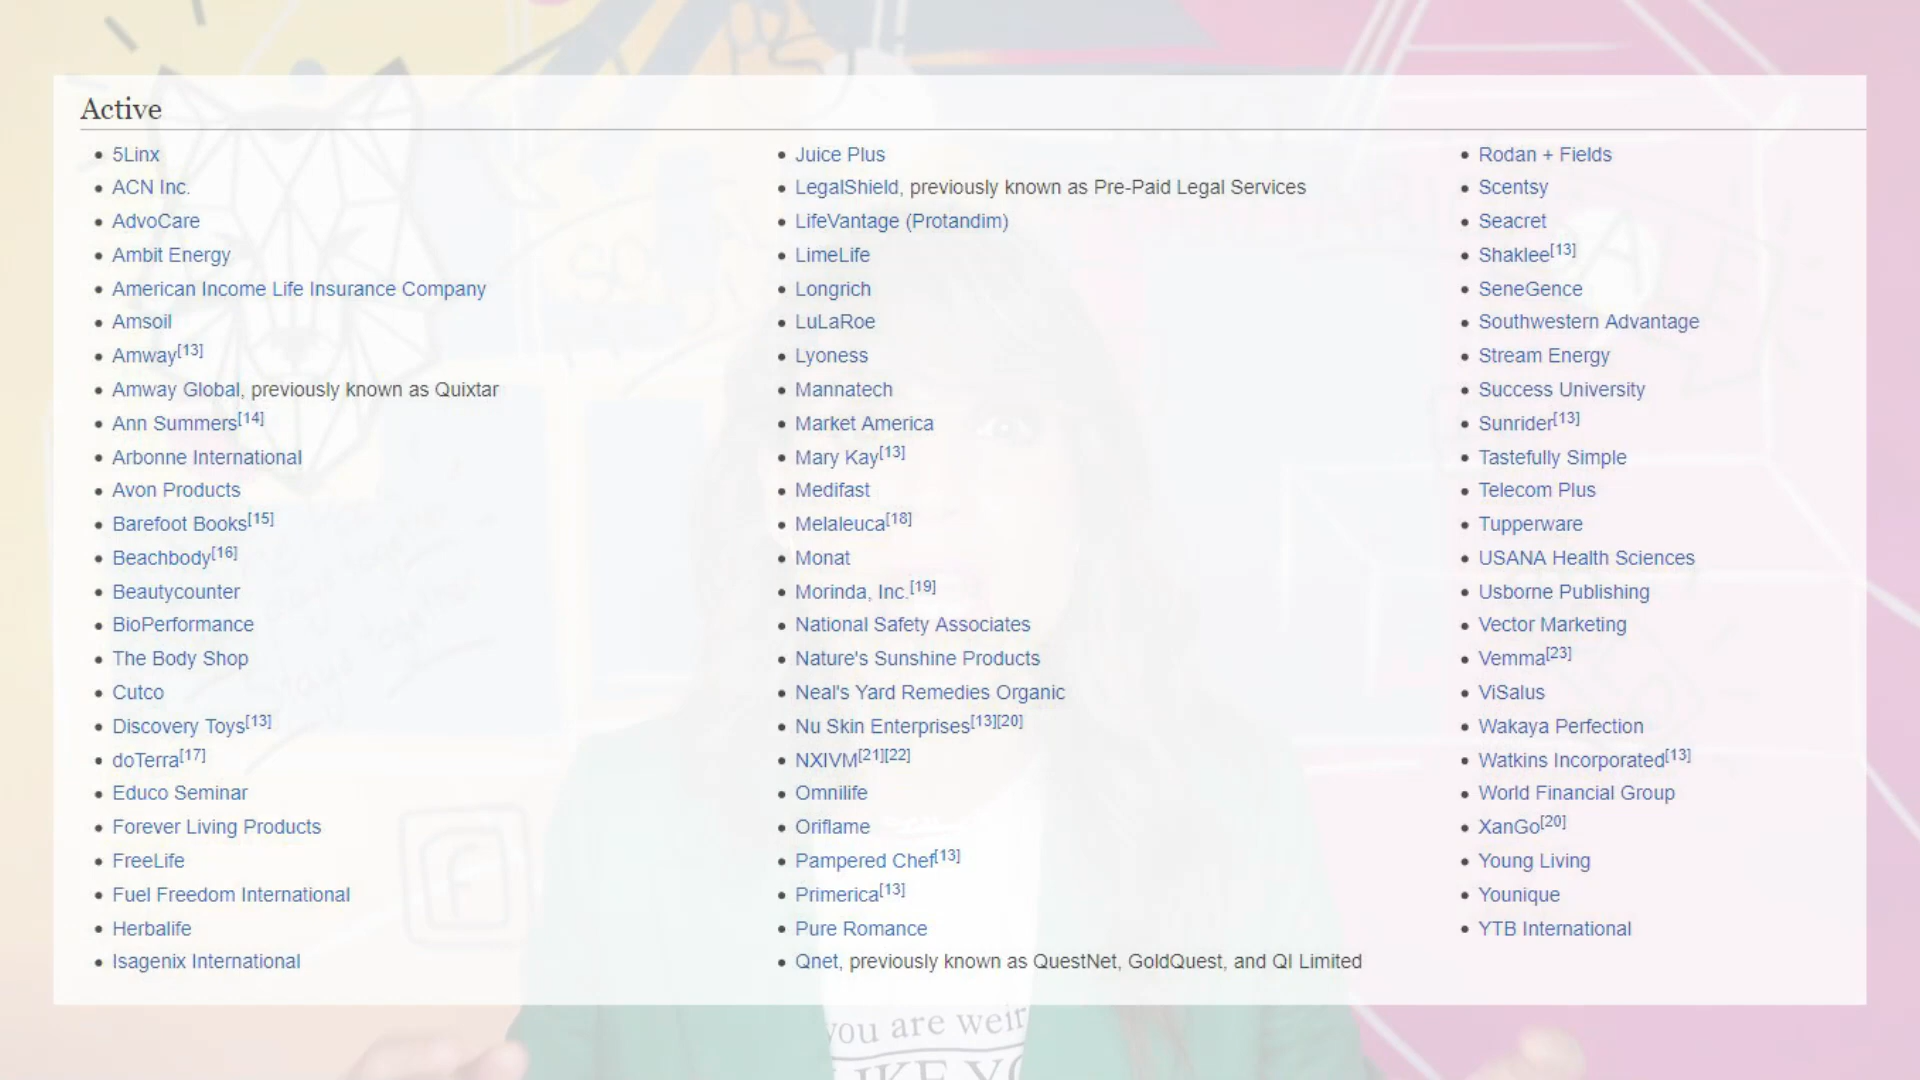 Active
5Linx
ACN Inc.
AdvoCare
Ambit Energy
American Income Life Insurance Company
Amsoil
Amway[13]
Amway Global, previously known as Quixtar
Ann Summers[14]
Arbonne International
Avon Products
Barefoot Books[15]
Beachbody[16]
Beautycounter
BioPerformance
The Body Shop
Cutco
Discovery Toys[13]
doTerra[17]
Educo Seminar
Forever Living Products
FreeLife
Fuel Freedom International
Herbalife
Isagenix International
Juice Plus
LegalShield, previously known as Pre-Paid Legal Services
LifeVantage (Protandim)
LimeLife
Longrich
LuLaRoe
Lyoness
Mannatech
Market America
Mary Kay[13]
Medifast
Melaleuca[18]
Monat
Morinda, Inc.[19]
National Safety Associates
Nature's Sunshine Products
Neal's Yard Remedies Organic
Nu Skin Enterprises[13][20]
NXIVM[21][22]
Omnilife
Oriflame
Pampered Chef[13]
Primerica[13]
Pure Romance
Qnet, previously known as QuestNet, GoldQuest, and QI Limited
Rodan + Fields
Scentsy
Seacret
Shaklee[13]
SeneGence
Southwestern Advantage
Stream Energy
Success University
Sunrider[13]
Tastefully Simple
Telecom Plus
Tupperware
USANA Health Sciences
Usborne Publishing
Vector Marketing
Vemma[23]
ViSalus
Wakaya Perfection
Watkins Incorporated[13]
World Financial Group
XanGo[20]
Young Living
Younique
YTB International
you are weir